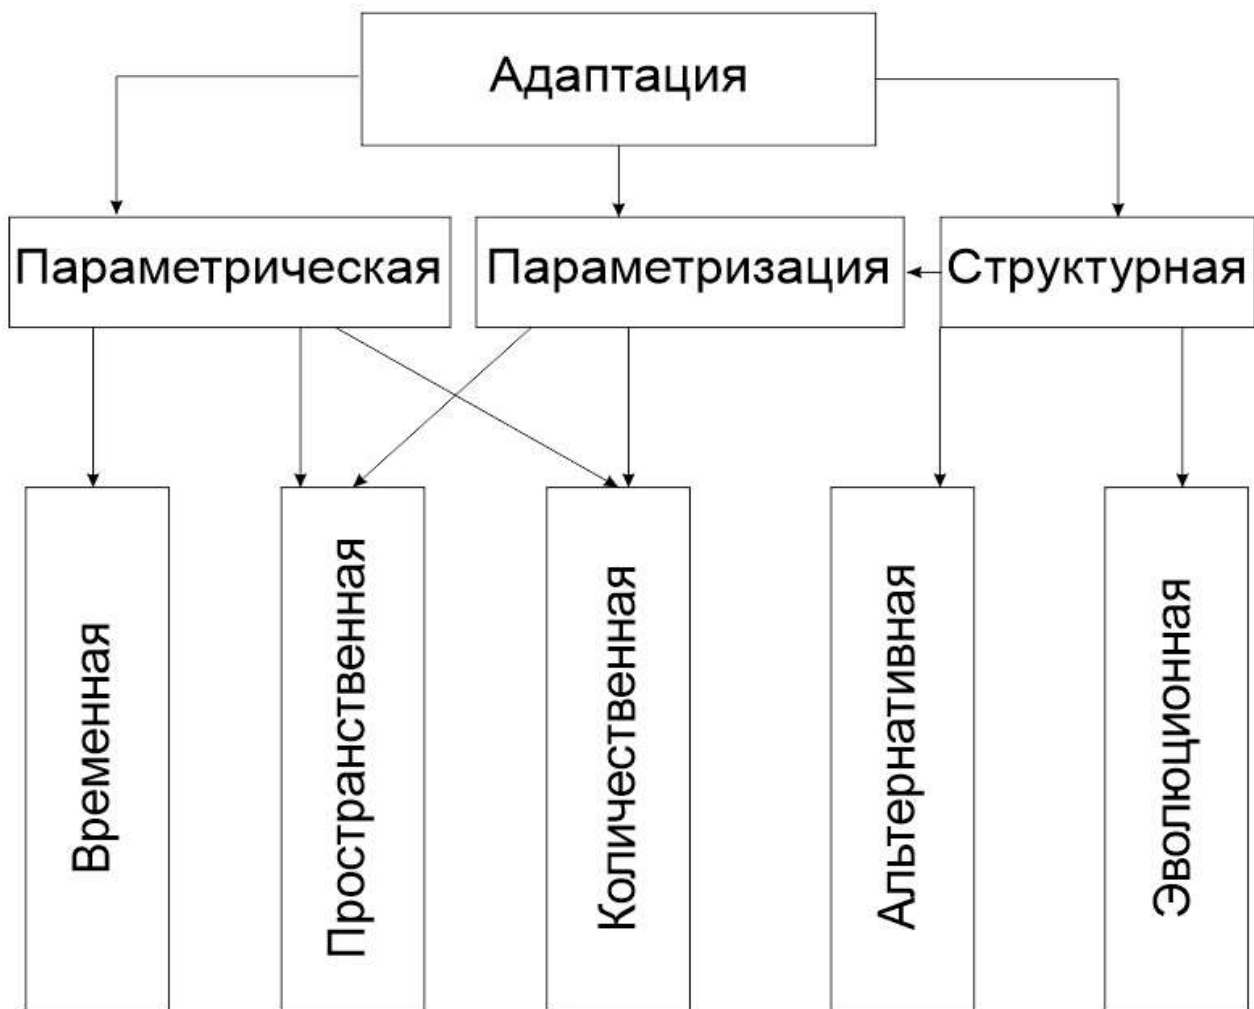 Адаптация
Параметрическая
Параметризация
Структурная
Временная
Пространственная
Количественная
Альтернативная
Эволюционная